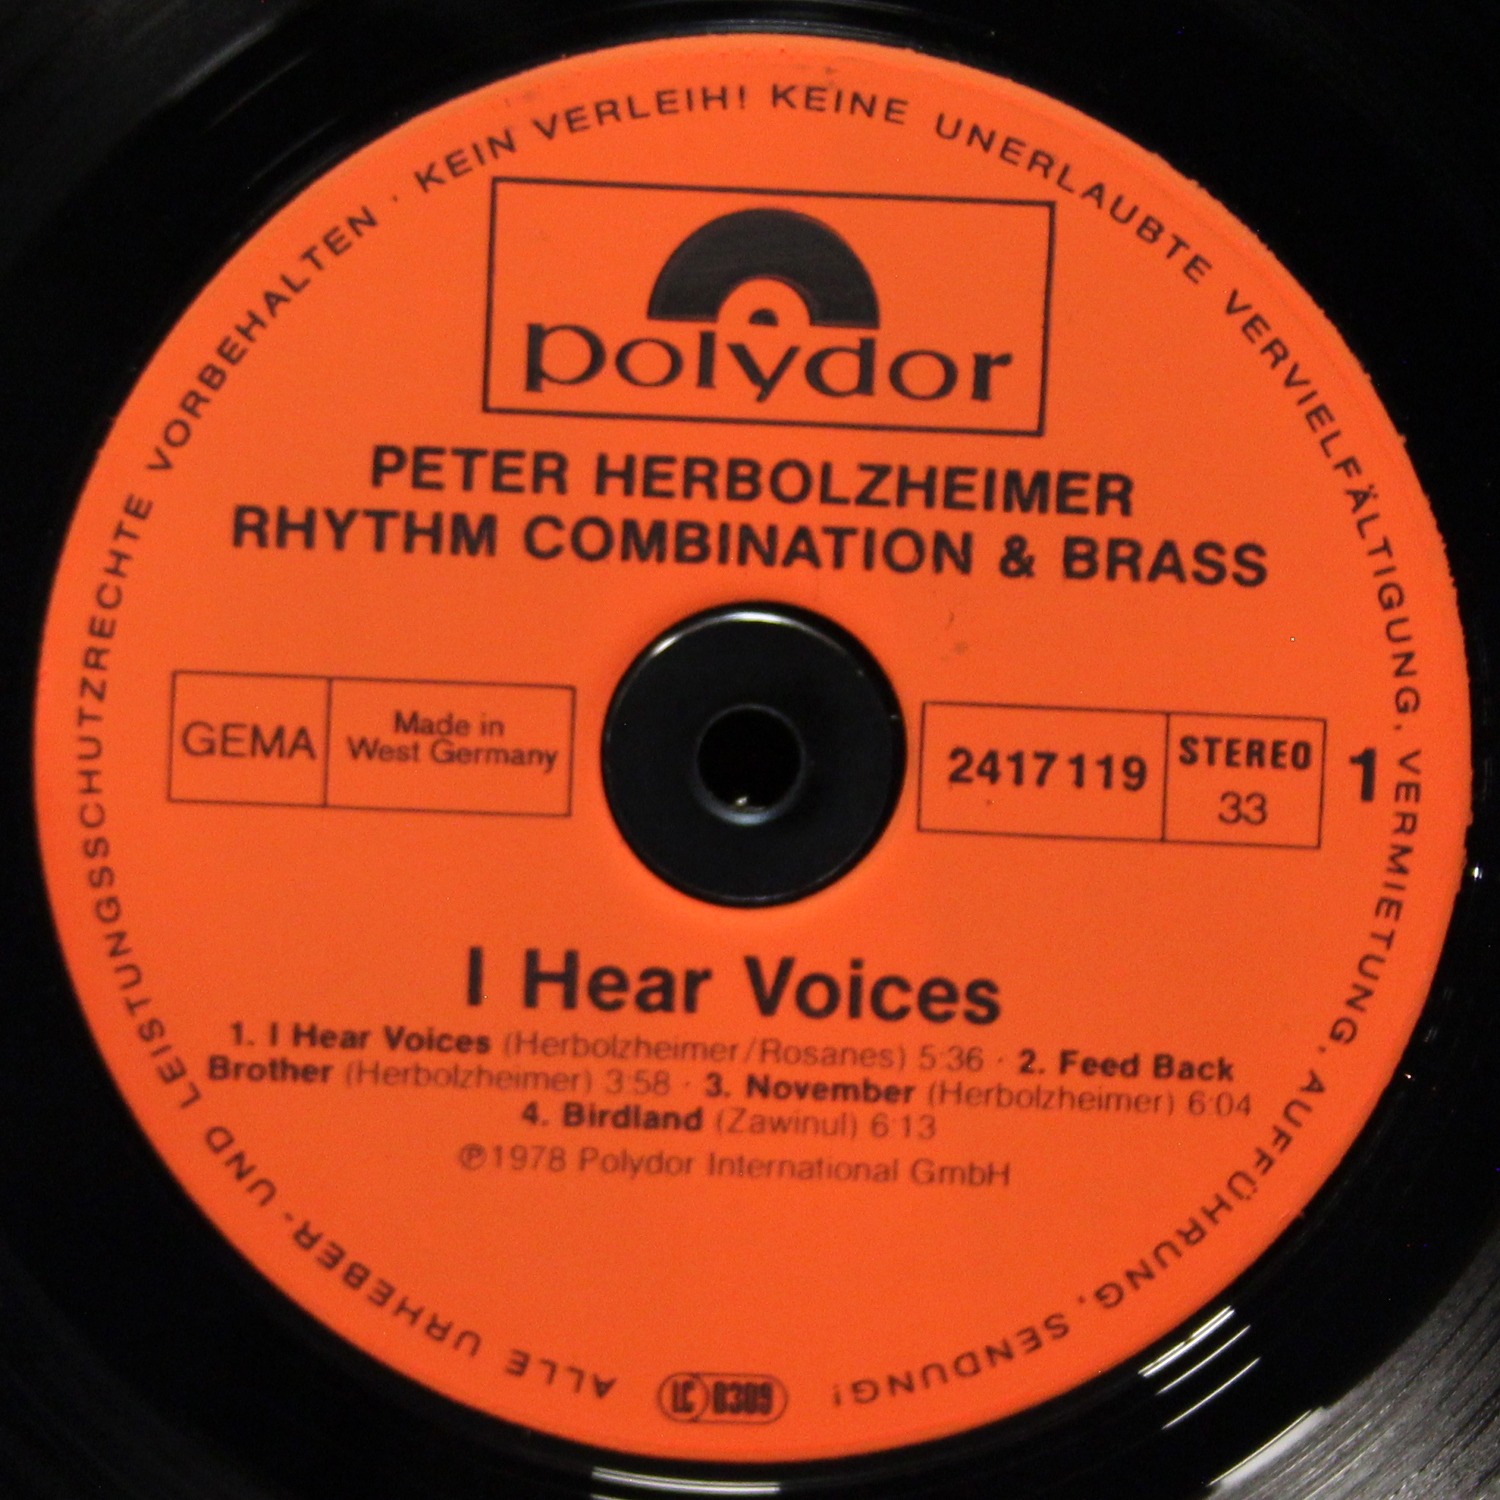 ALLE URHEBER- UND LEISTUNGSSCHUTZRECHTE VORBEHALTEN · KEIN VERLEIH! KEINE UNERLAUBTE VERVIELFÄLTIGUNG, VERMIETUNG, AUFFÜHRUNG, SENDUNG!
polydor
PETER HERBOLZHEIMER
RHYTHM COMBINATION & BRASS
GEMA
Made in
West Germany
2417 119
STEREO
33
1
I Hear Voices
1. I Hear Voices (Herbolzheimer/Rosanes) 5:36 · 2. Feed Back
Brother (Herbolzheimer) 3:58 · 3. November (Herbolzheimer) 6:04
4. Birdland (Zawinul) 6:13
℗1978 Polydor International GmbH
LC 0309